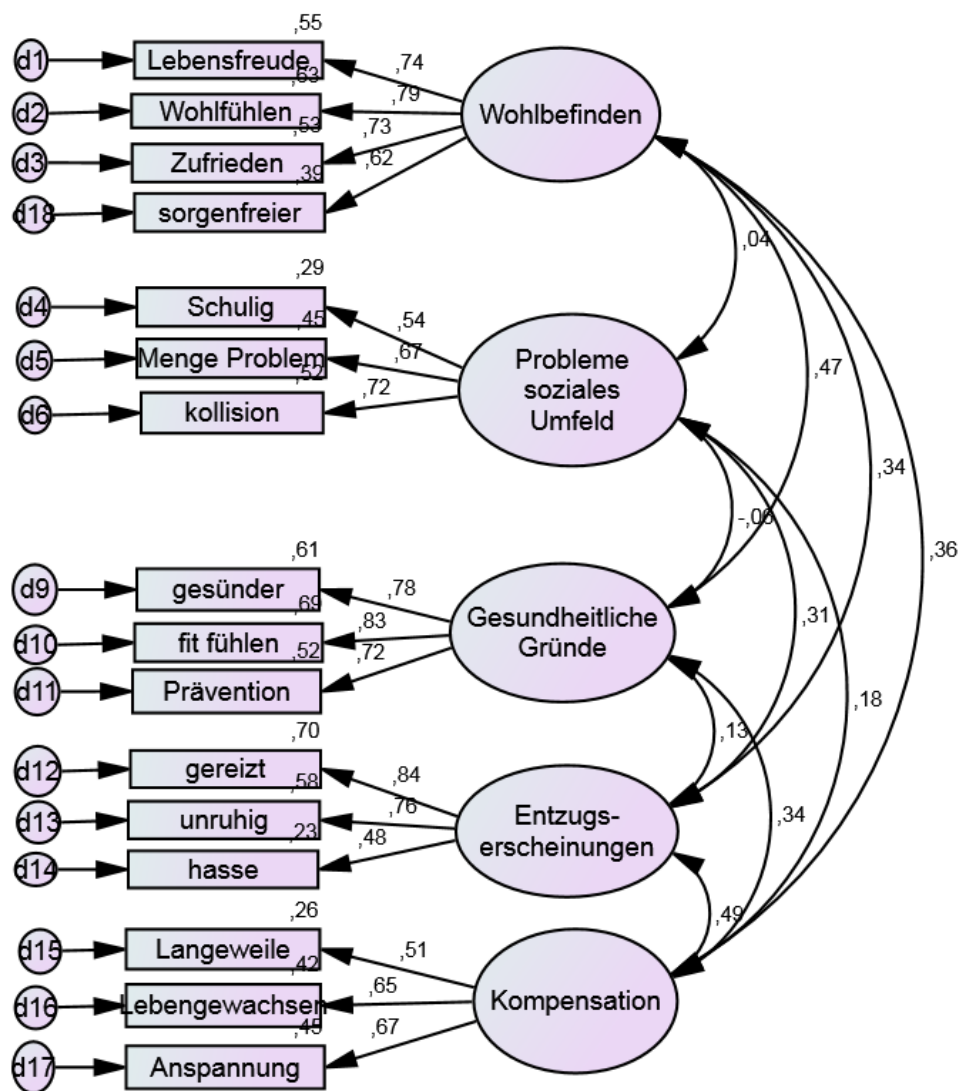 ,55
d1 Lebensfreude ,74
,63
d2 Wohlfühlen ,79 Wohlbefinden
,53
d3 Zufrieden ,73
,39 ,62
d18 sorgenfreier
,04
,29
d4 Schulig ,54
,45
d5 Menge Problem ,67 Probleme
soziales
Umfeld
,52
d6 kollision ,72
,47
,34
-,06
,36
,61
d9 gesünder ,78
,69
d10 fit fühlen ,83 Gesundheitliche
Gründe
,52 ,72
d11 Prävention
,31
,18
,13
,70
d12 gereizt ,84
,58
d13 unruhig ,76 Entzugs-
erscheinungen
,23 ,48
d14 hasse
,34
,49
,26
d15 Langeweile ,51
,42
d16 Lebengewachsen ,65 Kompensation
,45
d17 Anspannung ,67